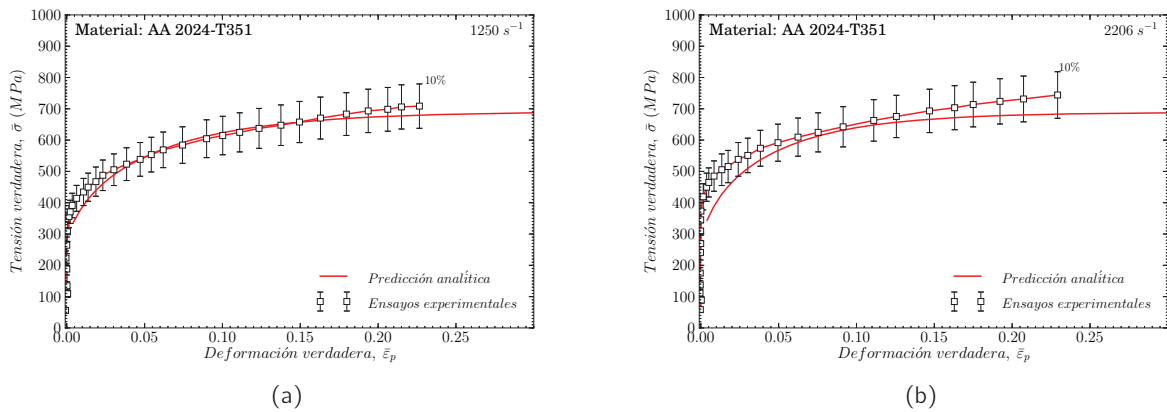 Material: AA 2024-T351
1250 s⁻¹
10%
1000
900
800
700
600
500
400
300
200
100
0
Tensión verdadera, σ̄ (MPa)
Predicción analítica
Ensayos experimentales
0.00 0.05 0.10 0.15 0.20 0.25
Deformación verdadera, ε̄ₚ
(a)
Material: AA 2024-T351
2206 s⁻¹
10%
1000
900
800
700
600
500
400
300
200
100
0
Tensión verdadera, σ̄ (MPa)
Predicción analítica
Ensayos experimentales
0.00 0.05 0.10 0.15 0.20 0.25
Deformación verdadera, ε̄ₚ
(b)